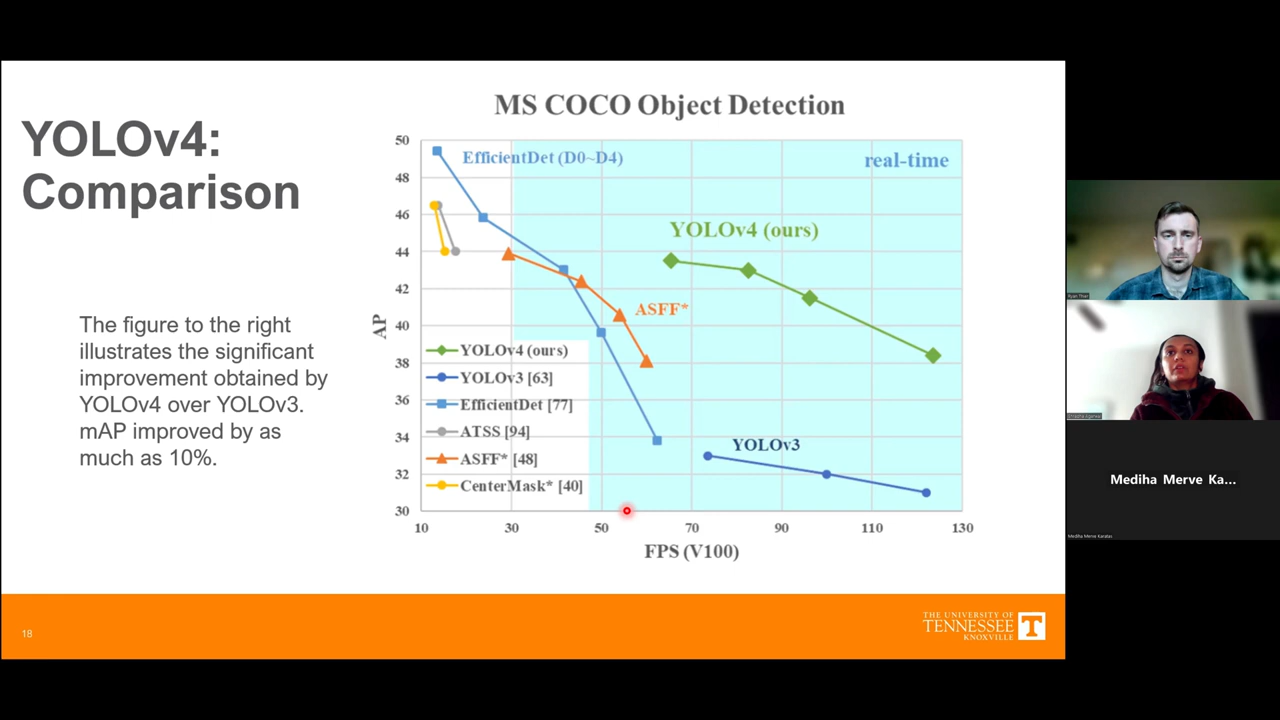 YOLOv4:
Comparison
The figure to the right
illustrates the significant
improvement obtained by
YOLOv4 over YOLOv3.
mAP improved by as
much as 10%.
MS COCO Object Detection
EfficientDet (D0~D4)
real-time
YOLOv4 (ours)
ASFF*
YOLOv3
AP
50
48
46
44
42
40
38
36
34
32
30
YOLOv4 (ours)
YOLOv3 [63]
EfficientDet [77]
ATSS [94]
ASFF* [48]
CenterMask* [40]
10 30 50 70 90 110 130
FPS (V100)
18
THE UNIVERSITY OF
TENNESSEE
KNOXVILLE
T
Mediha Merve Ka...
Mediha Merve Karatas